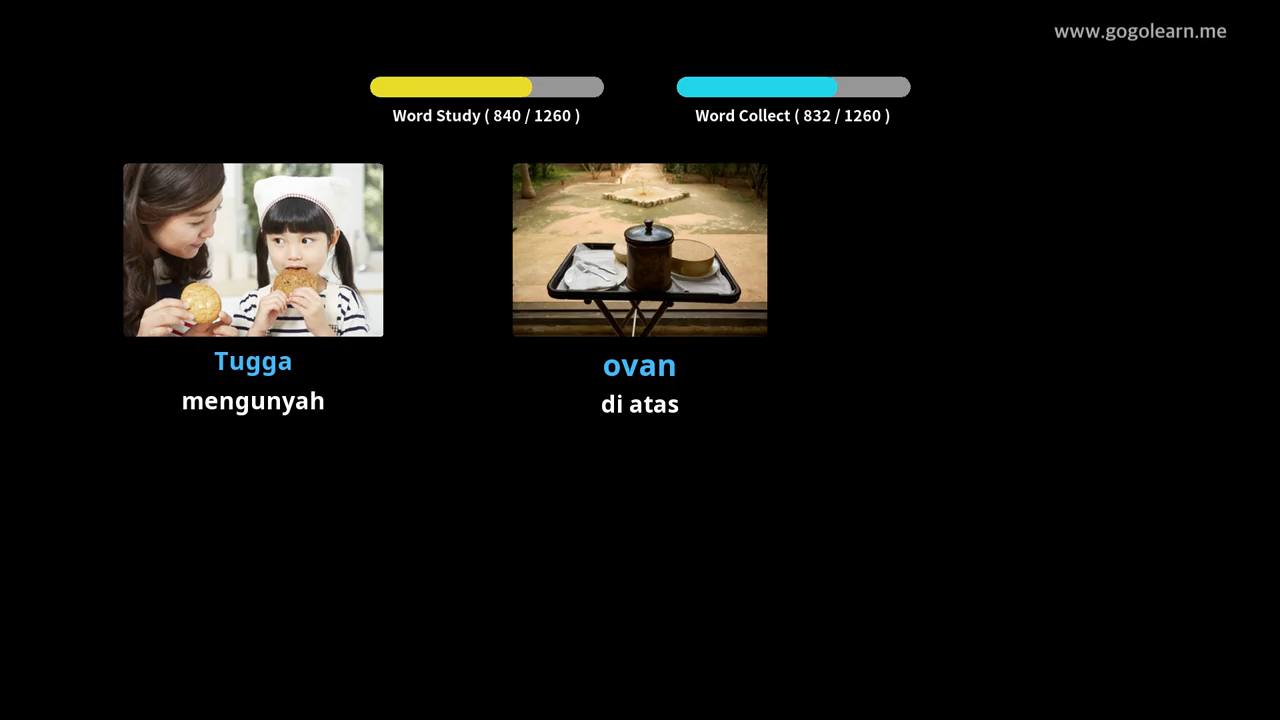 www.gogolearn.me
Word Study ( 840 / 1260 )
Word Collect ( 832 / 1260 )
Tugga
mengunyah
ovan
di atas